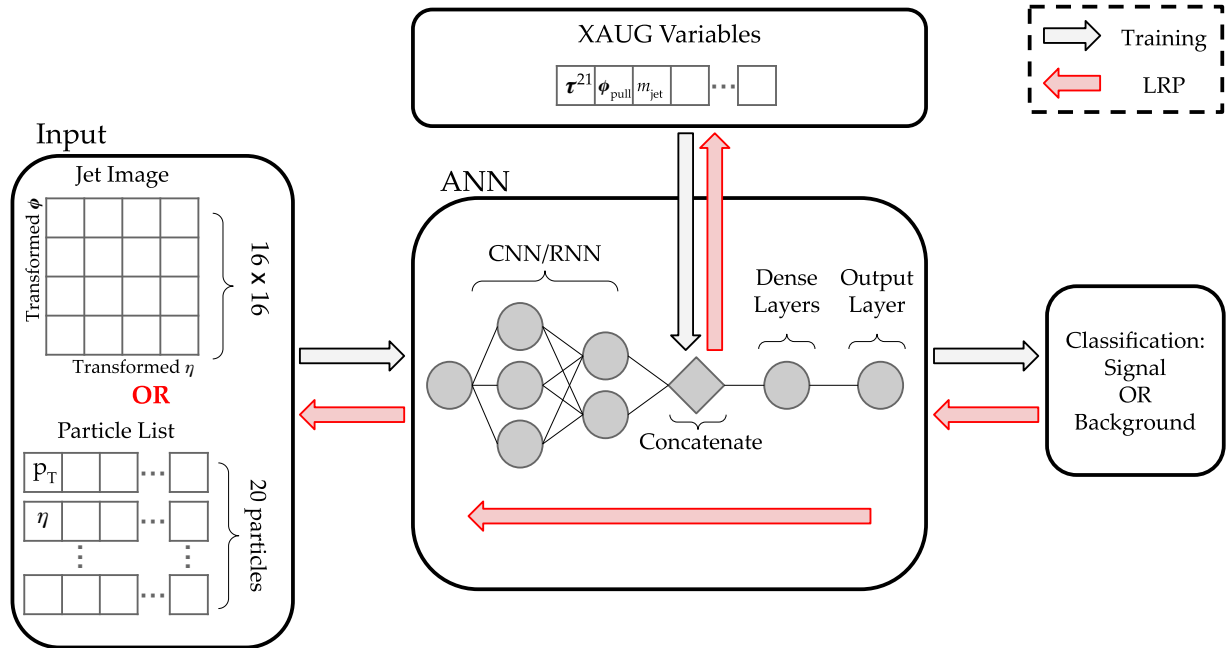 XAUG Variables
τ²¹ ϕpull mjet ...
Training
LRP
Input
Jet Image
Transformed ϕ
16 x 16
Transformed η
OR
Particle List
pT ...
η ...
...
20 particles
ANN
CNN/RNN
Dense
Layers
Output
Layer
Concatenate
Classification:
Signal
OR
Background